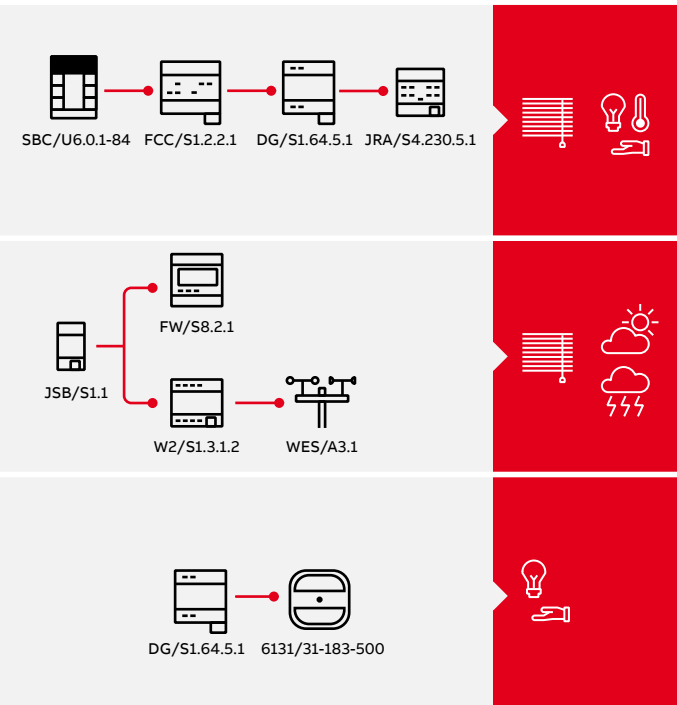 SBC/U6.0.1-84 FCC/S1.2.2.1 DG/S1.64.5.1 JRA/S4.230.5.1
FW/S8.2.1
JSB/S1.1
W2/S1.3.1.2 WES/A3.1
DG/S1.64.5.1 6131/31-183-500